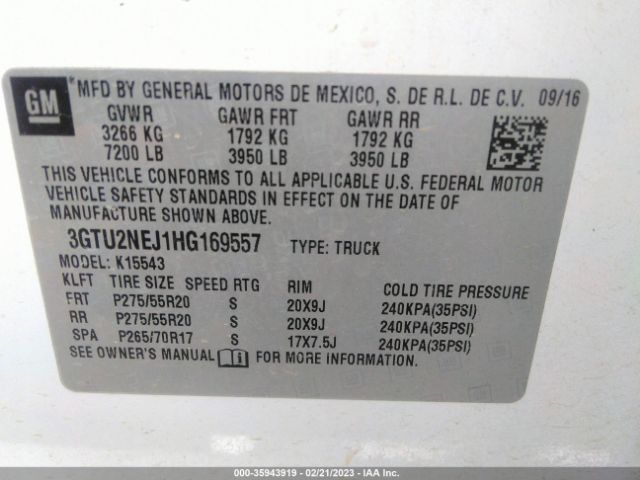 GM
*MFD BY GENERAL MOTORS DE MEXICO, S. DE R.L. DE C.V. 09/16
GVWR GAWR FRT GAWR RR
3266 KG 1792 KG 1792 KG
7200 LB 3950 LB 3950 LB
THIS VEHICLE CONFORMS TO ALL APPLICABLE U.S. FEDERAL MOTOR
VEHICLE SAFETY STANDARDS IN EFFECT ON THE DATE OF
MANUFACTURE SHOWN ABOVE.
3GTU2NEJ1HG169557 TYPE: TRUCK
MODEL: K15543
KLFT TIRE SIZE SPEED RTG RIM COLD TIRE PRESSURE
FRT P275/55R20 S 20X9J 240KPA(35PSI)
RR P275/55R20 S 20X9J 240KPA(35PSI)
SPA P265/70R17 S 17X7.5J 240KPA(35PSI)
SEE OWNER'S MANUAL FOR MORE INFORMATION.
000-35943919 - 02/21/2023 - IAA Inc.